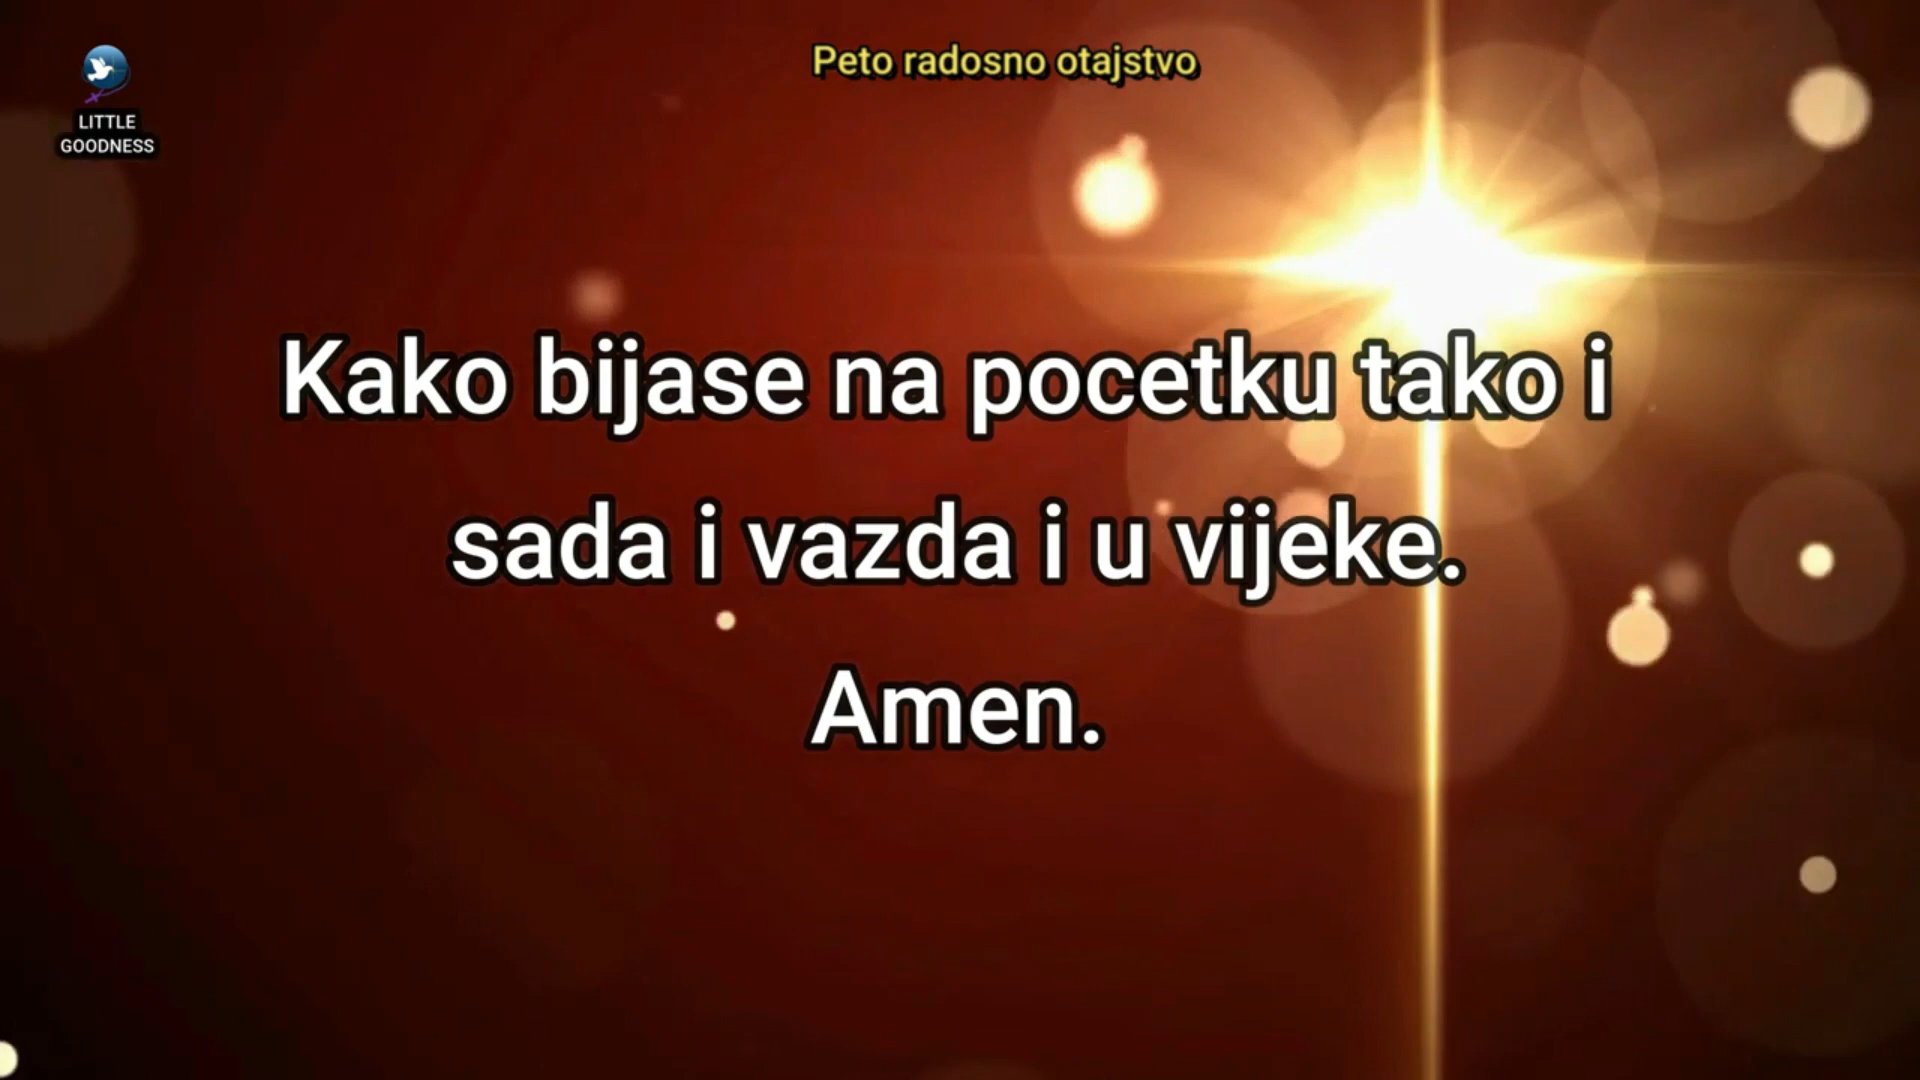 Peto radosno otajstvo
LITTLE
GOODNESS
Kako bijase na pocetku tako i
sada i vazda i u vijeke.
Amen.